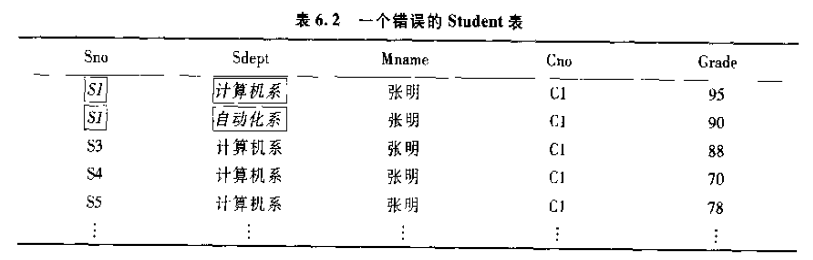 表 6.2 一个错误的 Student 表
Sno Sdept Mname Cno Grade
S1 计算机系 张明 C1 95
S1 自动化系 张明 C1 90
S3 计算机系 张明 C1 88
S4 计算机系 张明 C1 70
S5 计算机系 张明 C1 78
⋮ ⋮ ⋮ ⋮ ⋮